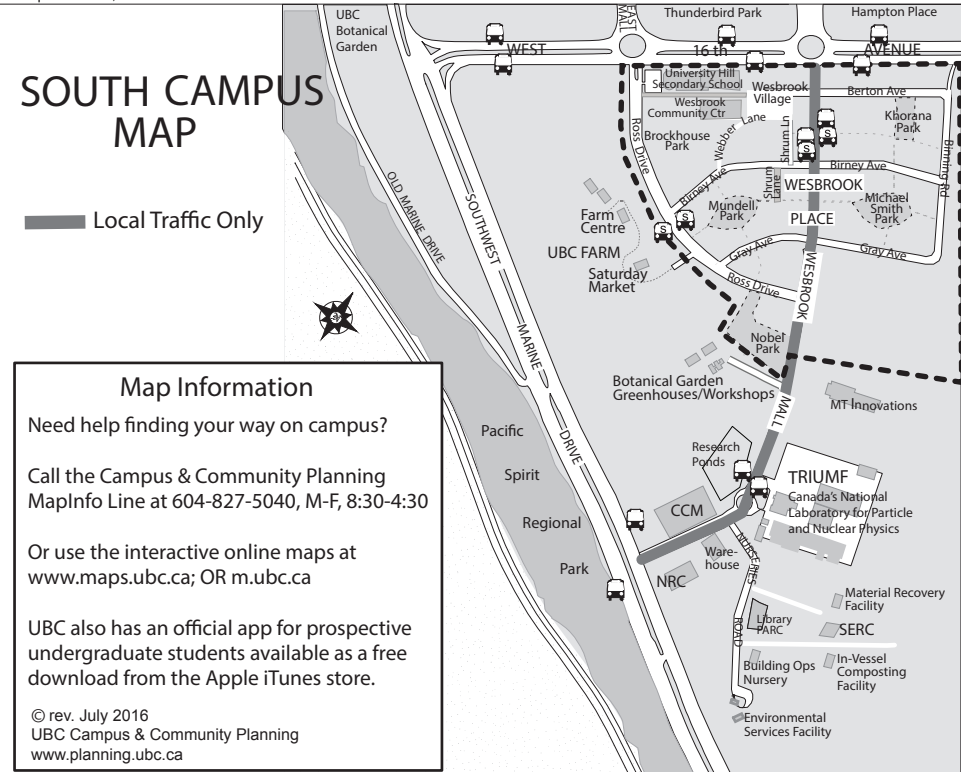 SOUTH CAMPUS
MAP
Local Traffic Only
UBC
Botanical
Garden
EAST
MALL
Thunderbird Park
Hampton Place
WEST
16 th
AVENUE
University Hill
Secondary School
Wesbrook
Community Ctr
Wesbrook
Village
Berton Ave
Khorana
Park
Ross Drive
Brockhouse
Park
Webber Lane
Shrum Ln
Binning Rd
Birney Ave
Birney Ave
Shrum
Lane
WESBROOK
PLACE
Mundell
Park
Michael
Smith
Park
OLD MARINE DRIVE
SOUTHWEST
MARINE
DRIVE
Farm
Centre
UBC FARM
Saturday
Market
S
S
S
S
Gray Ave
Gray Ave
Ross Drive
WESBROOK
MALL
Nobel
Park
Botanical Garden
Greenhouses/Workshops
MT Innovations
Pacific
Spirit
Regional
Park
Research
Ponds
TRIUMF
Canada's National
Laboratory for Particle
and Nuclear Physics
CCM
Ware-
house
NRC
NURSERIES
ROAD
Material Recovery
Facility
Library
PARC
SERC
Building Ops
Nursery
In-Vessel
Composting
Facility
Environmental
Services Facility
Map Information
Need help finding your way on campus?
Call the Campus & Community Planning
MapInfo Line at 604-827-5040, M-F, 8:30-4:30
Or use the interactive online maps at
www.maps.ubc.ca; OR m.ubc.ca
UBC also has an official app for prospective
undergraduate students available as a free
download from the Apple iTunes store.
© rev. July 2016
UBC Campus & Community Planning
www.planning.ubc.ca